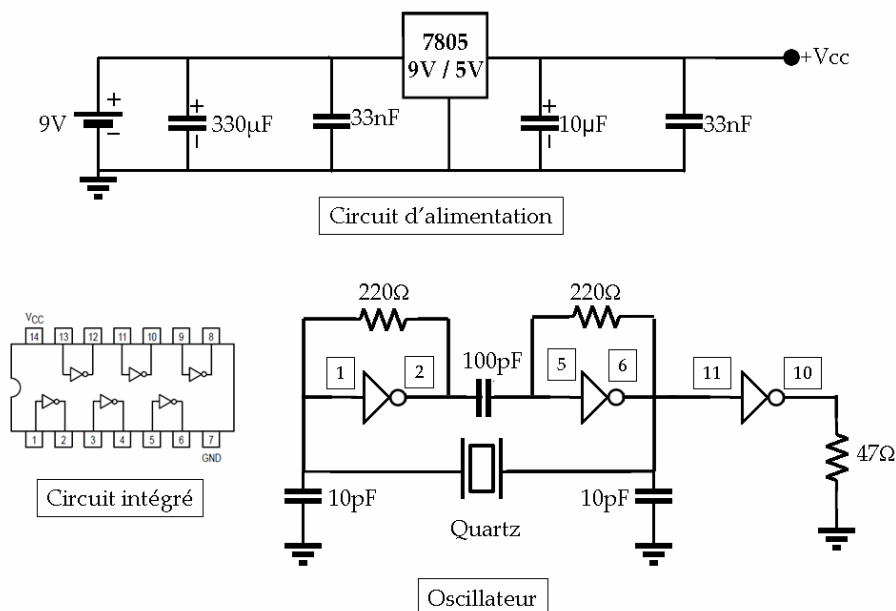 7805
9V / 5V
+Vcc
9V
+
−
+
−
330µF
33nF
+
−
10µF
33nF
Circuit d'alimentation
VCC
14 13 12 11 10 9 8
1 2 3 4 5 6 7
GND
Circuit intégré
220Ω
220Ω
100pF
1
2
5
6
11
10
47Ω
10pF
10pF
Quartz
Oscillateur